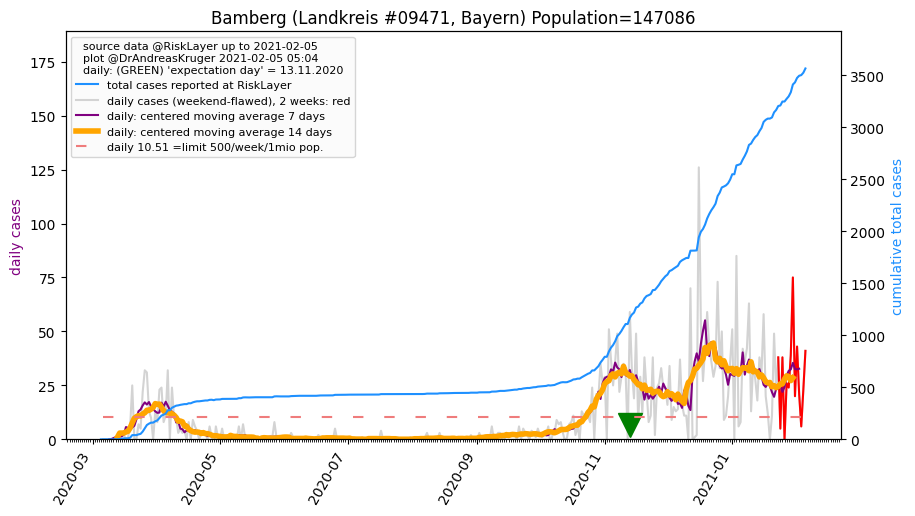 Bamberg (Landkreis #09471, Bayern) Population=147086
source data @RiskLayer up to 2021-02-05
plot @DrAndreasKruger 2021-02-05 05:04
daily: (GREEN) 'expectation day' = 13.11.2020
total cases reported at RiskLayer
daily cases (weekend-flawed), 2 weeks: red
daily: centered moving average 7 days
daily: centered moving average 14 days
daily 10.51 =limit 500/week/1mio pop.
daily cases
175
150
125
100
75
50
25
0
cumulative total cases
3500
3000
2500
2000
1500
1000
500
0
2020-03
2020-05
2020-07
2020-09
2020-11
2021-01